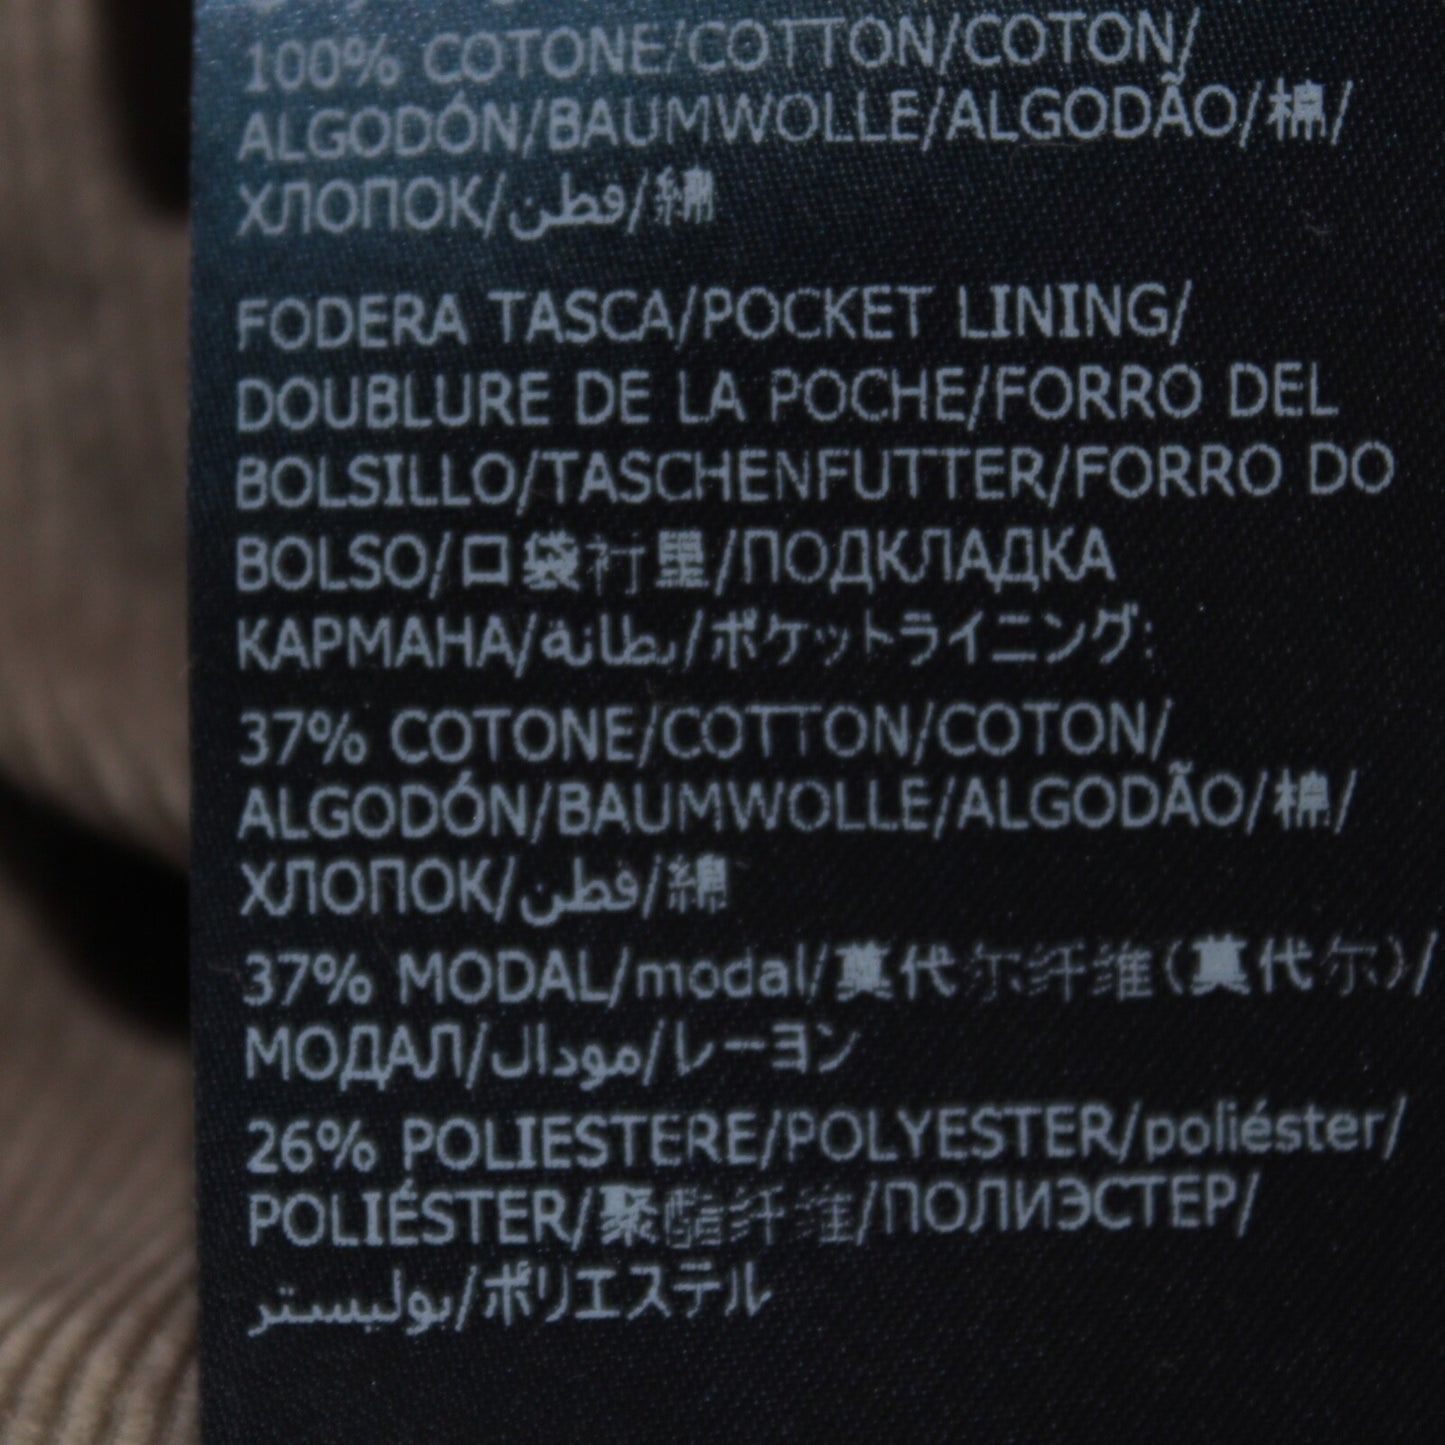 100% COTONE/COTTON/COTON/
ALGODÓN/BAUMWOLLE/ALGODÃO/棉/
ХЛОПОК/قطن/綿
FODERA TASCA/POCKET LINING/
DOUBLURE DE LA POCHE/FORRO DEL
BOLSILLO/TASCHENFUTTER/FORRO DO
BOLSO/口袋衬里/ПОДКЛАДКА
КАРМАНА/بطانة/ポケットライニング:
37% COTONE/COTTON/COTON/
ALGODÓN/BAUMWOLLE/ALGODÃO/棉/
ХЛОПОК/قطن/綿
37% MODAL/modal/莫代尔纤维(莫代尔)/
МОДАЛ/مودال/レーヨン
26% POLIESTERE/POLYESTER/poliéster/
POLIÉSTER/聚酯纤维/ПОЛИЭСТЕР/
بوليستر/ポリエステル